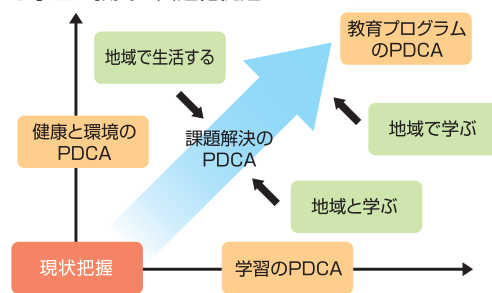 教育プログラム
のPDCA
地域で生活する
健康と環境の
PDCA
課題解決の
PDCA
地域で学ぶ
地域と学ぶ
現状把握
学習のPDCA